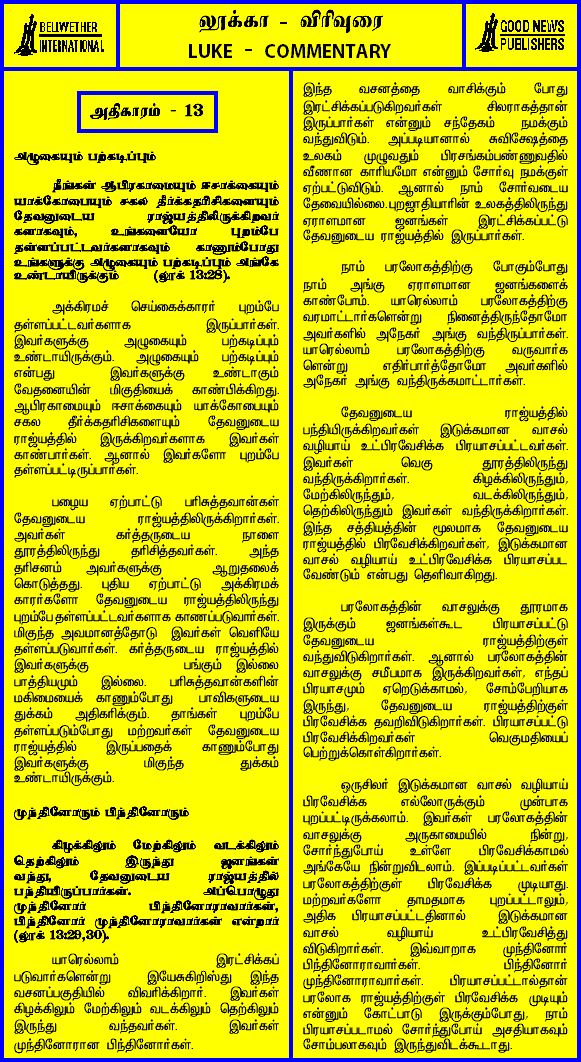 BELLWETHER
INTERNATIONAL
லூக்கா - விரிவுரை
LUKE - COMMENTARY
GOOD NEWS
PUBLISHERS
அதிகாரம் - 13
அழுகையும் பற்கடிப்பும்
நீங்கள் ஆபிரகாமையும் ஈசாக்கையும்
யாக்கோபையும் சகல தீர்க்கதரிசிகளையும்
தேவனுடைய ராஜ்யத்திலிருக்கிறவர்
களாகவும், உங்களையோ புறம்பே
தள்ளப்பட்டவர்களாகவும் காணும்போது
உங்களுக்கு அழுகையும் பற்கடிப்பும் அங்கே
உண்டாயிருக்கும் (லூக் 13:28).
அக்கிரமச் செய்கைக்காரர் புறம்பே
தள்ளப்பட்டவர்களாக இருப்பார்கள்.
இவர்களுக்கு அழுகையும் பற்கடிப்பும்
உண்டாயிருக்கும். அழுகையும் பற்கடிப்பும்
என்பது இவர்களுக்கு உண்டாகும்
வேதனையின் மிகுதியைக் காண்பிக்கிறது.
ஆபிரகாமையும் ஈசாக்கையும் யாக்கோபையும்
சகல தீர்க்கதரிசிகளையும் தேவனுடைய
ராஜ்யத்தில் இருக்கிறவர்களாக இவர்கள்
காண்பார்கள். ஆனால் இவர்களோ புறம்பே
தள்ளப்பட்டிருப்பார்கள்.
பழைய ஏற்பாட்டு பரிசுத்தவான்கள்
தேவனுடைய ராஜ்யத்திலிருக்கிறார்கள்.
அவர்கள் கர்த்தருடைய நாளை
தூரத்திலிருந்து தரிசித்தவர்கள். அந்த
தரிசனம் அவர்களுக்கு ஆறுதலைக்
கொடுத்தது. புதிய ஏற்பாட்டு அக்கிரமக்
காரர்களோ தேவனுடைய ராஜ்யத்திலிருந்து
புறம்பே தள்ளப்பட்டவர்களாக காணப்படுவார்கள்.
மிகுந்த அவமானத்தோடு இவர்கள் வெளியே
தள்ளப்படுவார்கள். கர்த்தருடைய ராஜ்யத்தில்
இவர்களுக்கு பங்கும் இல்லை
பாத்தியமும் இல்லை. பரிசுத்தவான்களின்
மகிமையைக் காணும்போது பாவிகளுடைய
துக்கம் அதிகரிக்கும். தாங்கள் புறம்பே
தள்ளப்படும்போது மற்றவர்கள் தேவனுடைய
ராஜ்யத்தில் இருப்பதைக் காணும்போது
இவர்களுக்கு மிகுந்த துக்கம்
உண்டாயிருக்கும்.
முந்தினோரும் பிந்தினோரும்
கிழக்கிலும் மேற்கிலும் வடக்கிலும்
தெற்கிலும் இருந்து ஜனங்கள்
வந்து, தேவனுடைய ராஜ்யத்தில்
பந்தியிருப்பார்கள். அப்பொழுது
முந்தினோர் பிந்தினோராவார்கள்,
பிந்தினோர் முந்தினோராவார்கள் என்றார்
(லூக் 13:29,30).
யாரெல்லாம் இரட்சிக்கப்
படுவார்களென்று இயேசுகிறிஸ்து இந்த
வசனப்பகுதியில் விவரிக்கிறார். இவர்கள்
கிழக்கிலும் மேற்கிலும் வடக்கிலும் தெற்கிலும்
இருந்து வந்தவர்கள். இவர்கள்
முந்தினோரான பிந்தினோர்கள்.
இந்த வசனத்தை வாசிக்கும் போது
இரட்சிக்கப்படுகிறவர்கள் சிலராகத்தான்
இருப்பார்கள் என்னும் சந்தேகம் நமக்கும்
வந்துவிடும். அப்படியானால் சுவிசேஷத்தை
உலகம் முழுவதும் பிரசங்கம்பண்ணுவதில்
வீணான காரியமோ என்னும் சோர்வு நமக்குள்
ஏற்பட்டுவிடும். ஆனால் நாம் சோர்வடைய
தேவையில்லை.புறஜாதியாரின் உலகத்திலிருந்து
ஏராளமான ஜனங்கள் இரட்சிக்கப்பட்டு
தேவனுடைய ராஜ்யத்தில் இருப்பார்கள்.
நாம் பரலோகத்திற்கு போகும்போது
நாம் அங்கு ஏராளமான ஜனங்களைக்
காண்போம். யாரெல்லாம் பரலோகத்திற்கு
வரமாட்டார்களென்று நினைத்திருந்தோமோ
அவர்களில் அநேகர் அங்கு வந்திருப்பார்கள்.
யாரெல்லாம் பரலோகத்திற்கு வருவார்க
ளென்று எதிர்பார்த்தோமோ அவர்களில்
அநேகர் அங்கு வந்திருக்கமாட்டார்கள்.
தேவனுடைய ராஜ்யத்தில்
பந்தியிருக்கிறவர்கள் இடுக்கமான வாசல்
வழியாய் உட்பிரவேசிக்க பிரயாசப்பட்டவர்கள்.
இவர்கள் வெகு தூரத்திலிருந்து
வந்திருக்கிறார்கள். கிழக்கிலிருந்தும்,
மேற்கிலிருந்தும், வடக்கிலிருந்தும்,
தெற்கிலிருந்தும் இவர்கள் வந்திருக்கிறார்கள்.
இந்த சத்தியத்தின் மூலமாக தேவனுடைய
ராஜ்யத்தில் பிரவேசிக்கிறவர்கள், இடுக்கமான
வாசல் வழியாய் உட்பிரவேசிக்க பிரயாசப்பட
வேண்டும் என்பது தெளிவாகிறது.
பரலோகத்தின் வாசலுக்கு தூரமாக
இருக்கும் ஜனங்கள்கூட பிரயாசப்பட்டு
தேவனுடைய ராஜ்யத்திற்குள்
வந்துவிடுகிறார்கள். ஆனால் பரலோகத்தின்
வாசலுக்கு சமீபமாக இருக்கிறவர்கள், எந்தப்
பிரயாசமும் ஏறெடுக்காமல், சோம்பேறியாக
இருந்து, தேவனுடைய ராஜ்யத்திற்குள்
பிரவேசிக்க தவறிவிடுகிறார்கள். பிரயாசப்பட்டு
பிரவேசிக்கிறவர்கள் வெகுமதியைப்
பெற்றுக்கொள்கிறார்கள்.
ஒருசிலர் இடுக்கமான வாசல் வழியாய்
பிரவேசிக்க எல்லோருக்கும் முன்பாக
புறப்பட்டிருக்கலாம். இவர்கள் பரலோகத்தின்
வாசலுக்கு அருகாமையில் நின்று,
சோர்ந்துபோய் உள்ளே பிரவேசிக்காமல்
அங்கேயே நின்றுவிடலாம். இப்படிப்பட்டவர்கள்
பரலோகத்திற்குள் பிரவேசிக்க முடியாது.
மற்றவர்களோ தாமதமாக புறப்பட்டாலும்,
அதிக பிரயாசப்பட்டதினால் இடுக்கமான
வாசல் வழியாய் உட்பிரவேசித்து
விடுகிறார்கள். இவ்வாறாக முந்தினோர்
பிந்தினோராவார்கள். பிந்தினோர்
முந்தினோராவார்கள். பிரயாசப்பட்டால்தான்
பரலோக ராஜ்யத்திற்குள் பிரவேசிக்க முடியும்
என்னும் கோட்பாடு இருக்கும்போது, நாம்
பிரயாசப்படாமல் சோர்ந்துபோய் அசதியாகவும்
சோம்பலாகவும் இருந்துவிடக்கூடாது.